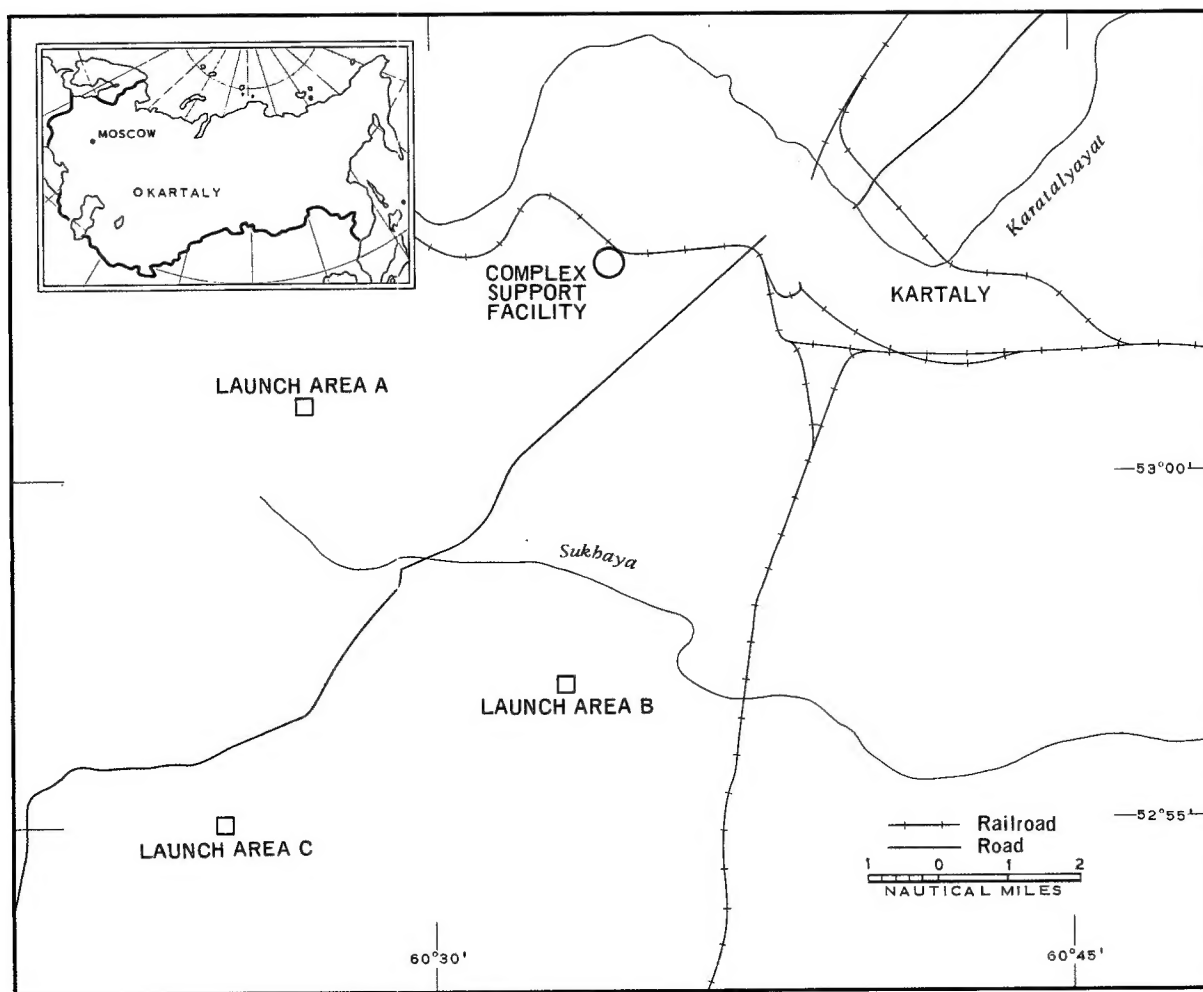 MOSCOW
KARTALY
Karatalyayat
COMPLEX
SUPPORT
FACILITY
KARTALY
LAUNCH AREA A
53°00'
Sukhaya
LAUNCH AREA B
52°55'
LAUNCH AREA C
Railroad
Road
1 0 1 2
NAUTICAL MILES
60°30'
60°45'